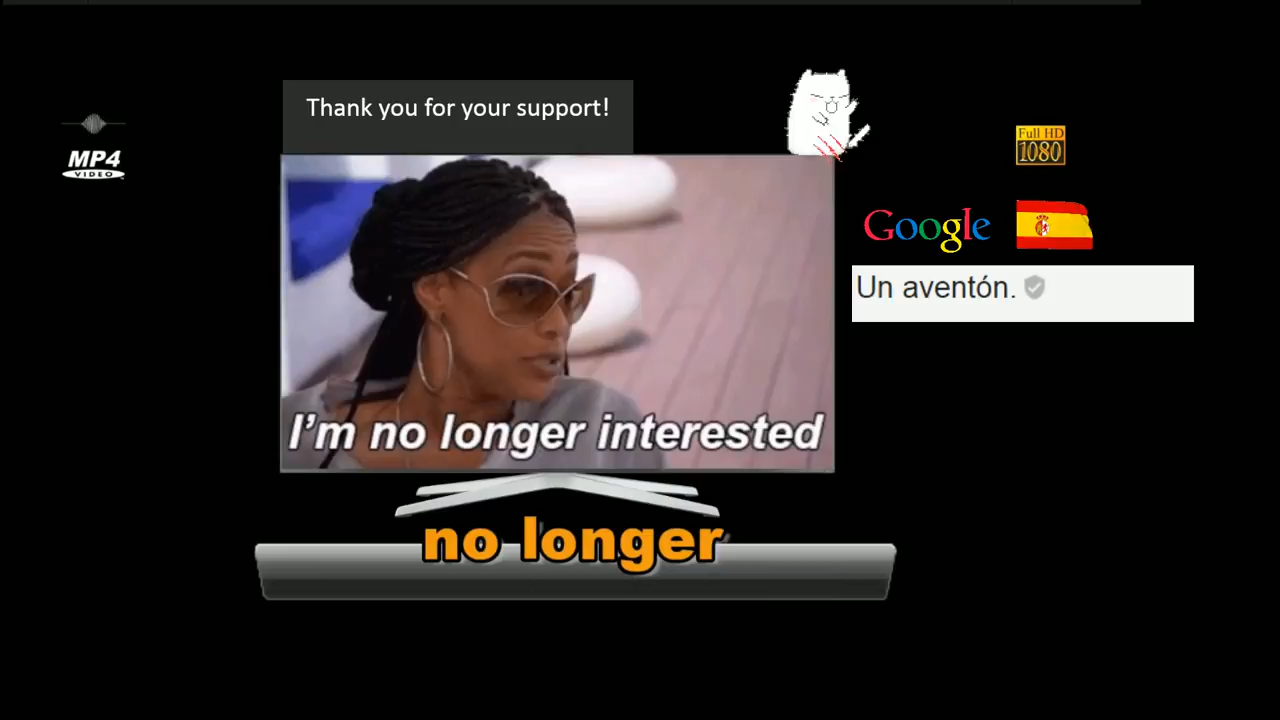 Thank you for your support!
MP4
VIDEO
Full HD
1080
Google
Un aventón.
I'm no longer interested
no longer